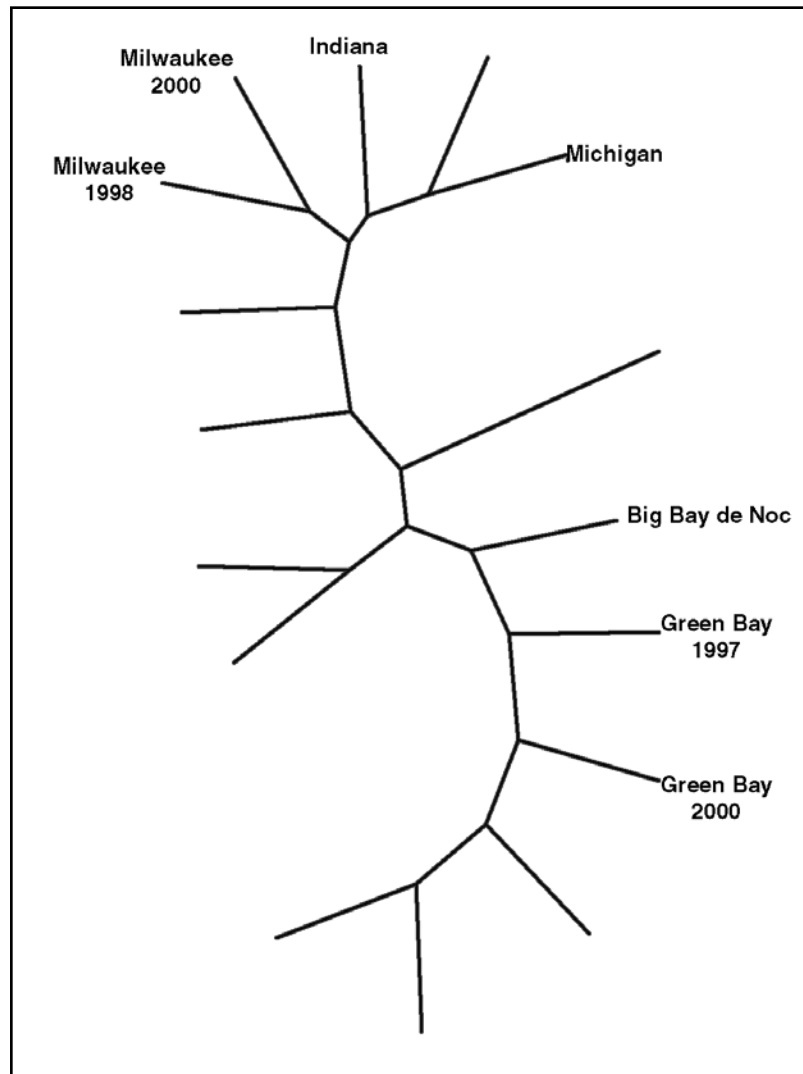 Milwaukee
2000
Indiana
Milwaukee
1998
Michigan
Big Bay de Noc
Green Bay
1997
Green Bay
2000